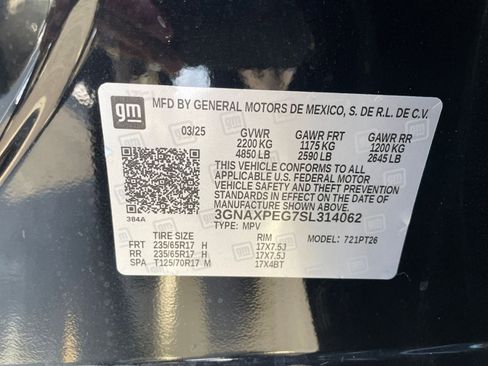 gm
MFD BY GENERAL MOTORS DE MEXICO, S. DE R.L. DE C.V.
03/25 GVWR GAWR FRT GAWR RR
2200 KG 1175 KG 1200 KG
4850 LB 2590 LB 2645 LB
THIS VEHICLE CONFORMS TO ALL
APPLICABLE U.S. FEDERAL MOTOR
VEHICLE SAFETY AND THEFT PREVENTION
STANDARDS IN EFFECT ON THE DATE OF
MANUFACTURE SHOWN ABOVE.
3GNAXPEG7SL314062
3B4A TYPE: MPV
TIRE SIZE RIM MODEL: 721PT26
FRT 235/65R17 H 17X7.5J
RR 235/65R17 H 17X7.5J
SPA T125/70R17 M 17X4BT